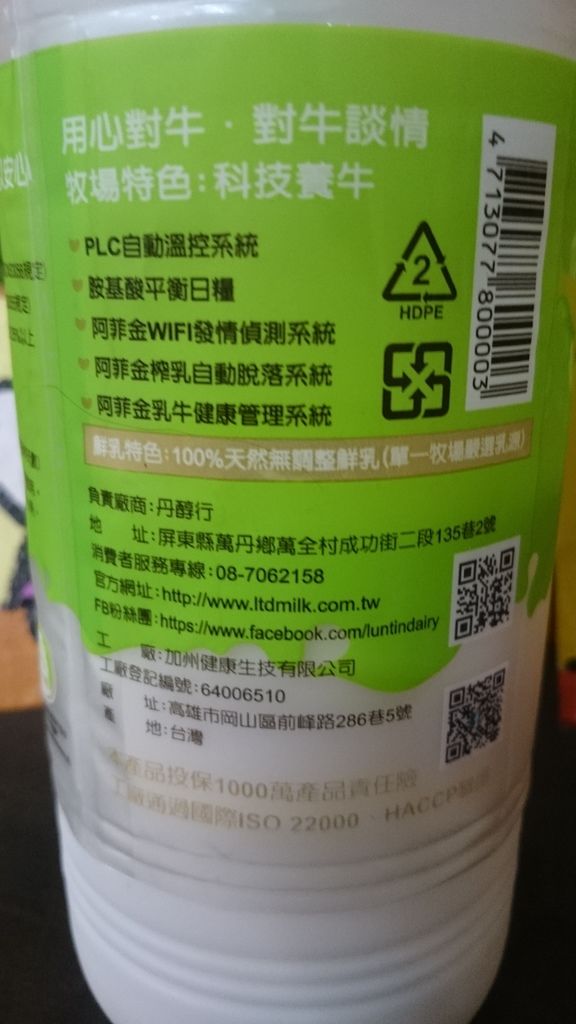 用心對牛‧對牛談情
牧場特色：科技養牛
PLC自動溫控系統
胺基酸平衡日糧
阿菲金WIFI發情偵測系統
阿菲金榨乳自動脫落系統
阿菲金乳牛健康管理系統
2
HDPE
4 713077 800003
鮮乳特色：100%天然無調整鮮乳(單一牧場嚴選乳源)
負責廠商：丹醇行
地　　址：屏東縣萬丹鄉萬全村成功街二段135巷2號
消費者服務專線：08-7062158
官方網址：http://www.ltdmilk.com.tw
FB粉絲團：https://www.facebook.com/luntindairy
工　　廠：加州健康生技有限公司
工廠登記編號：64006510
廠　　址：高雄市岡山區前峰路286巷5號
產　　地：台灣
本產品投保1000萬產品責任險
工廠通過國際ISO 22000、HACCP